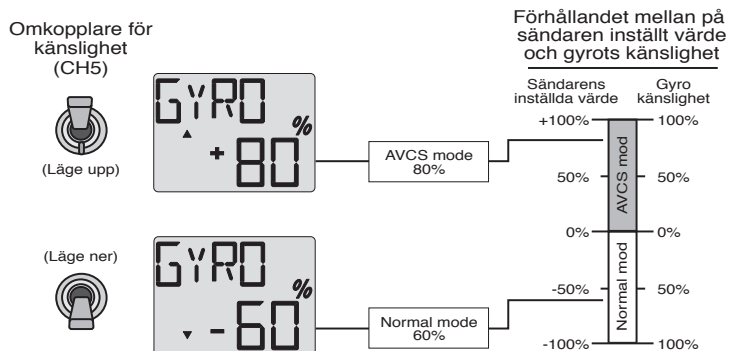 Omkopplare för
känslighet
(CH5)
(Läge upp)
GYRO
%
+80
AVCS mode
80%
(Läge ner)
GYRO
%
-60
Normal mode
60%
Förhållandet mellan på
sändaren inställt värde
och gyrots känslighet
Sändarens
inställda värde
Gyro
känslighet
+100% 100%
50% 50%
0% 0%
-50% 50%
-100% 100%
AVCS mod
Normal mod